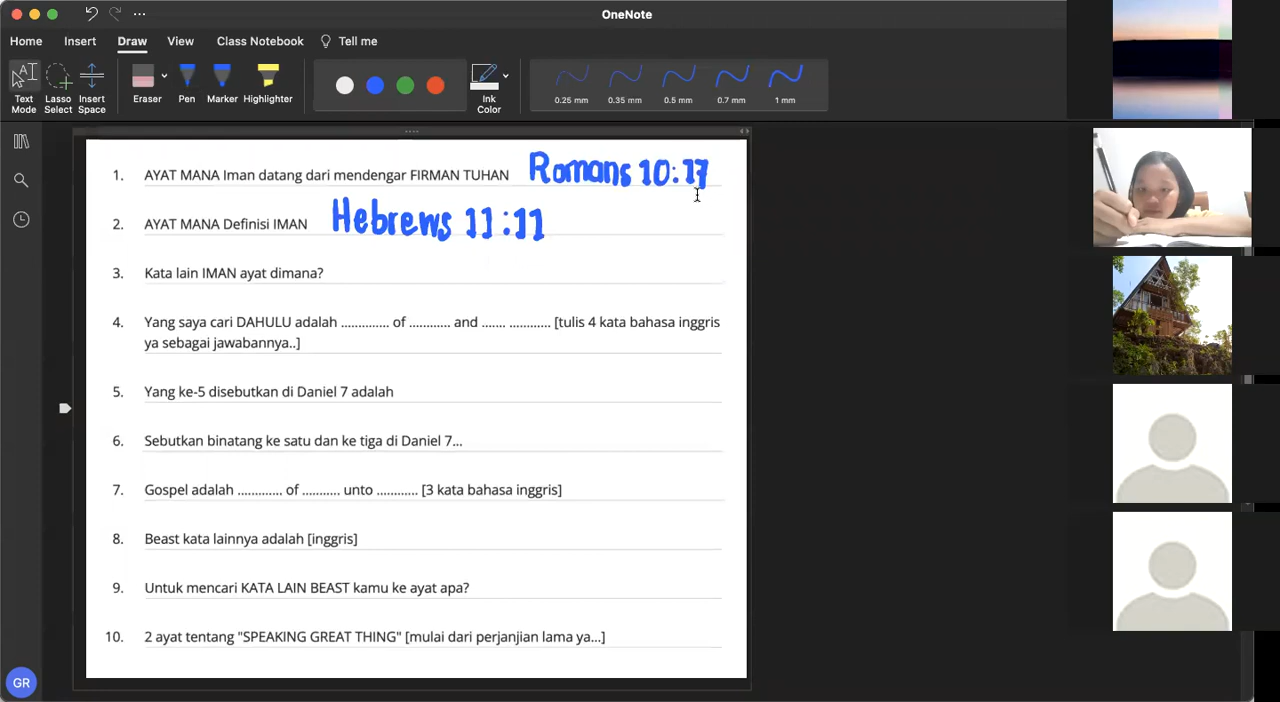 OneNote
Home Insert Draw View Class Notebook Tell me
Text Mode
Lasso Select
Insert Space
Eraser
Pen
Marker
Highlighter
Ink Color
0.25 mm 0.35 mm 0.5 mm 0.7 mm 1 mm
1. AYAT MANA Iman datang dari mendengar FIRMAN TUHAN Romans 10:17
2. AYAT MANA Definisi IMAN Hebrews 11:11
3. Kata lain IMAN ayat dimana?
4. Yang saya cari DAHULU adalah .............. of ............ and ....... ............ [tulis 4 kata bahasa inggris
ya sebagai jawabannya..]
5. Yang ke-5 disebutkan di Daniel 7 adalah
6. Sebutkan binatang ke satu dan ke tiga di Daniel 7...
7. Gospel adalah ............. of ........... unto ............ [3 kata bahasa inggris]
8. Beast kata lainnya adalah [inggris]
9. Untuk mencari KATA LAIN BEAST kamu ke ayat apa?
10. 2 ayat tentang "SPEAKING GREAT THING" [mulai dari perjanjian lama ya...]
GR